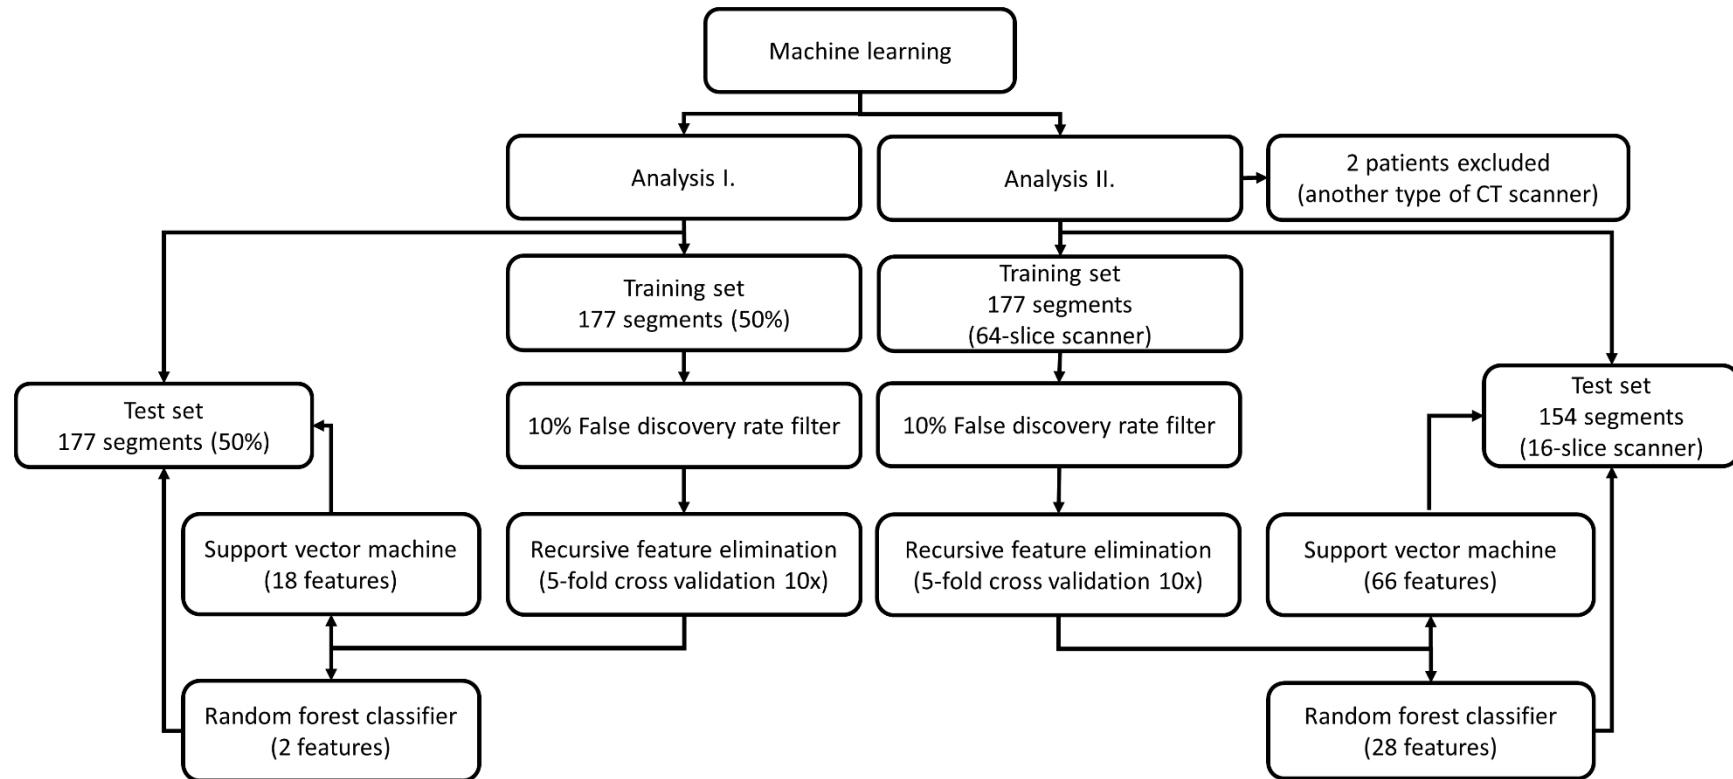 Machine learning
Analysis I.
Analysis II.
2 patients excluded
(another type of CT scanner)
Training set
177 segments (50%)
Training set
177 segments
(64-slice scanner)
Test set
177 segments (50%)
10% False discovery rate filter
10% False discovery rate filter
Test set
154 segments
(16-slice scanner)
Support vector machine
(18 features)
Recursive feature elimination
(5-fold cross validation 10x)
Recursive feature elimination
(5-fold cross validation 10x)
Support vector machine
(66 features)
Random forest classifier
(2 features)
Random forest classifier
(28 features)